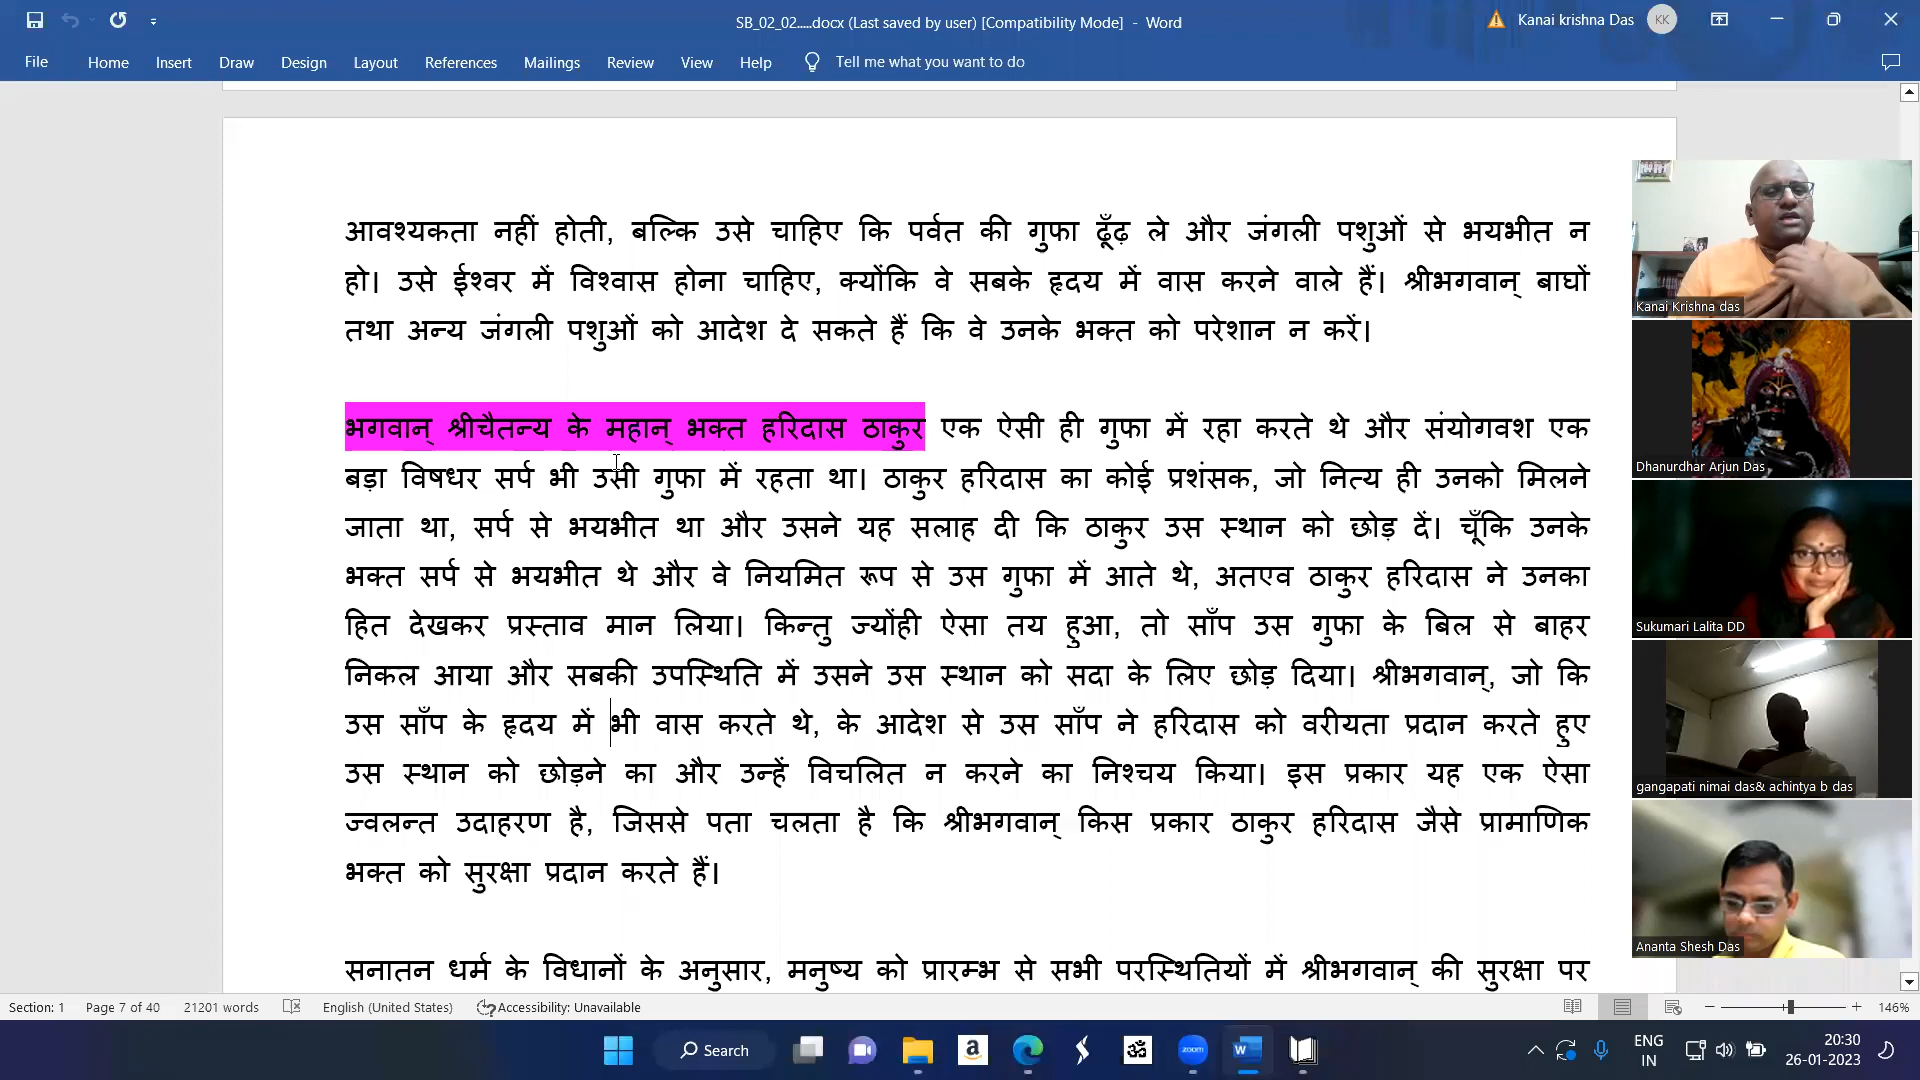 SB_02_02.....docx (Last saved by user) [Compatibility Mode] - Word
Kanai krishna Das
KK
File Home Insert Draw Design Layout References Mailings Review View Help Tell me what you want to do
आवश्यकता नहीं होती, बल्कि उसे चाहिए कि पर्वत की गुफा ढूँढ़ ले और जंगली पशुओं से भयभीत न
हो। उसे ईश्वर में विश्वास होना चाहिए, क्योंकि वे सबके हृदय में वास करने वाले हैं। श्रीभगवान् बाघों
तथा अन्य जंगली पशुओं को आदेश दे सकते हैं कि वे उनके भक्त को परेशान न करें।
भगवान् श्रीचैतन्य के महान् भक्त हरिदास ठाकुर एक ऐसी ही गुफा में रहा करते थे और संयोगवश एक
बड़ा विषधर सर्प भी उसी गुफा में रहता था। ठाकुर हरिदास का कोई प्रशंसक, जो नित्य ही उनको मिलने
जाता था, सर्प से भयभीत था और उसने यह सलाह दी कि ठाकुर उस स्थान को छोड़ दें। चूँकि उनके
भक्त सर्प से भयभीत थे और वे नियमित रूप से उस गुफा में आते थे, अतएव ठाकुर हरिदास ने उनका
हित देखकर प्रस्ताव मान लिया। किन्तु ज्योंही ऐसा तय हुआ, तो साँप उस गुफा के बिल से बाहर
निकल आया और सबकी उपस्थिति में उसने उस स्थान को सदा के लिए छोड़ दिया। श्रीभगवान्, जो कि
उस साँप के हृदय में भी वास करते थे, के आदेश से उस साँप ने हरिदास को वरीयता प्रदान करते हुए
उस स्थान को छोड़ने का और उन्हें विचलित न करने का निश्चय किया। इस प्रकार यह एक ऐसा
ज्वलन्त उदाहरण है, जिससे पता चलता है कि श्रीभगवान् किस प्रकार ठाकुर हरिदास जैसे प्रामाणिक
भक्त को सुरक्षा प्रदान करते हैं।
सनातन धर्म के विधानों के अनुसार, मनुष्य को प्रारम्भ से सभी परिस्थितियों में श्रीभगवान् की सुरक्षा पर
Kanai Krishna das
Dhanurdhar Arjun Das
Sukumari Lalita DD
gangapati nimai das& achintya b das
Ananta Shesh Das
Section: 1 Page 7 of 40 21201 words English (United States) Accessibility: Unavailable 146%
Search
a
ॐ
zoom
W
ENG
IN
20:30
26-01-2023